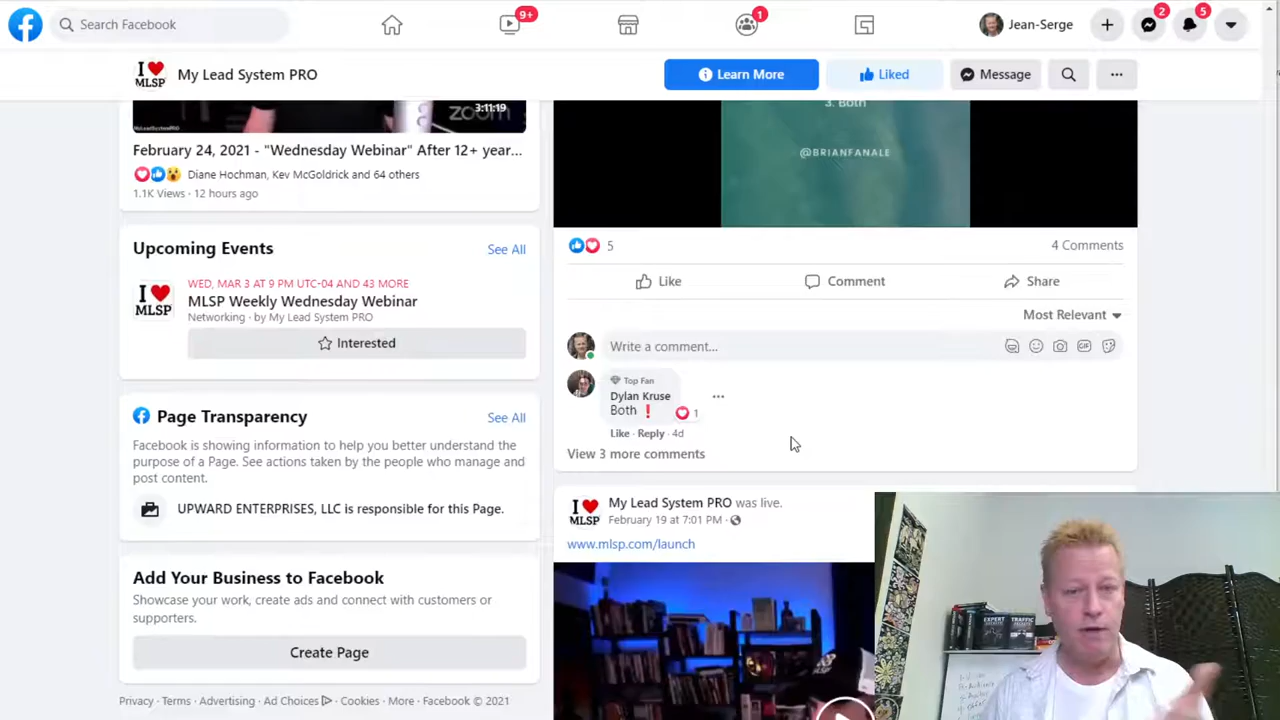 Search Facebook
9+
1
Jean-Serge
2
5
I
MLSP
My Lead System PRO
Learn More
Liked
Message
3:11:19
zoom
February 24, 2021 - "Wednesday Webinar" After 12+ year...
Diane Hochman, Kev McGoldrick and 64 others
1.1K Views · 12 hours ago
Upcoming Events
See All
WED, MAR 3 AT 9 PM UTC-04 AND 43 MORE
I
MLSP
MLSP Weekly Wednesday Webinar
Networking · by My Lead System PRO
Interested
Page Transparency
See All
Facebook is showing information to help you better understand the
purpose of a Page. See actions taken by the people who manage and
post content.
UPWARD ENTERPRISES, LLC is responsible for this Page.
Add Your Business to Facebook
Showcase your work, create ads and connect with customers or
supporters.
Create Page
Privacy · Terms · Advertising · Ad Choices · Cookies · More · Facebook © 2021
3. Both
@BRIANFANALE
5
4 Comments
Like
Comment
Share
Most Relevant
Write a comment...
GIF
Top Fan
Dylan Kruse
Both ❗
1
Like · Reply · 4d
View 3 more comments
I
MLSP
My Lead System PRO was live.
February 19 at 7:01 PM ·
www.mlsp.com/launch
EXPERT
TRAFFIC